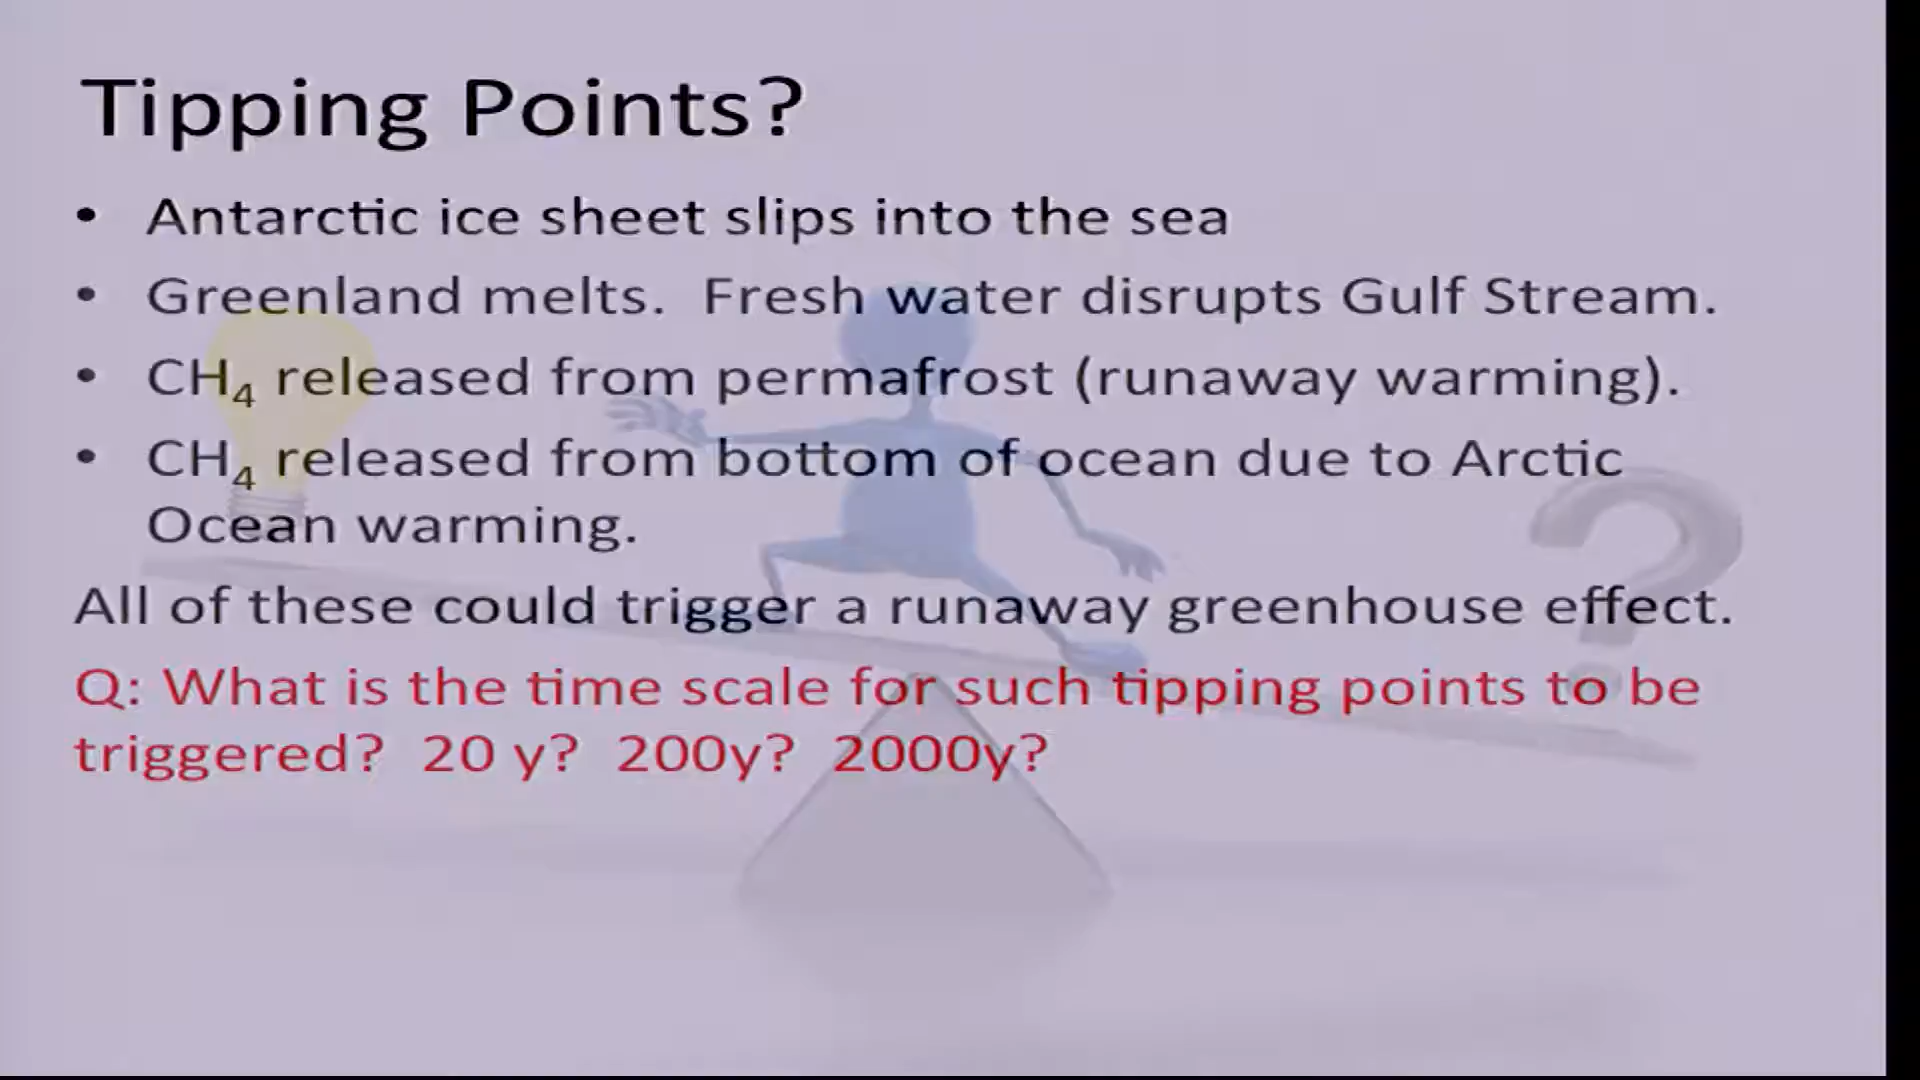 Tipping Points?
• Antarctic ice sheet slips into the sea
• Greenland melts. Fresh water disrupts Gulf Stream.
• CH₄ released from permafrost (runaway warming).
• CH₄ released from bottom of ocean due to Arctic
Ocean warming.
All of these could trigger a runaway greenhouse effect.
Q: What is the time scale for such tipping points to be
triggered? 20 y? 200y? 2000y?
?